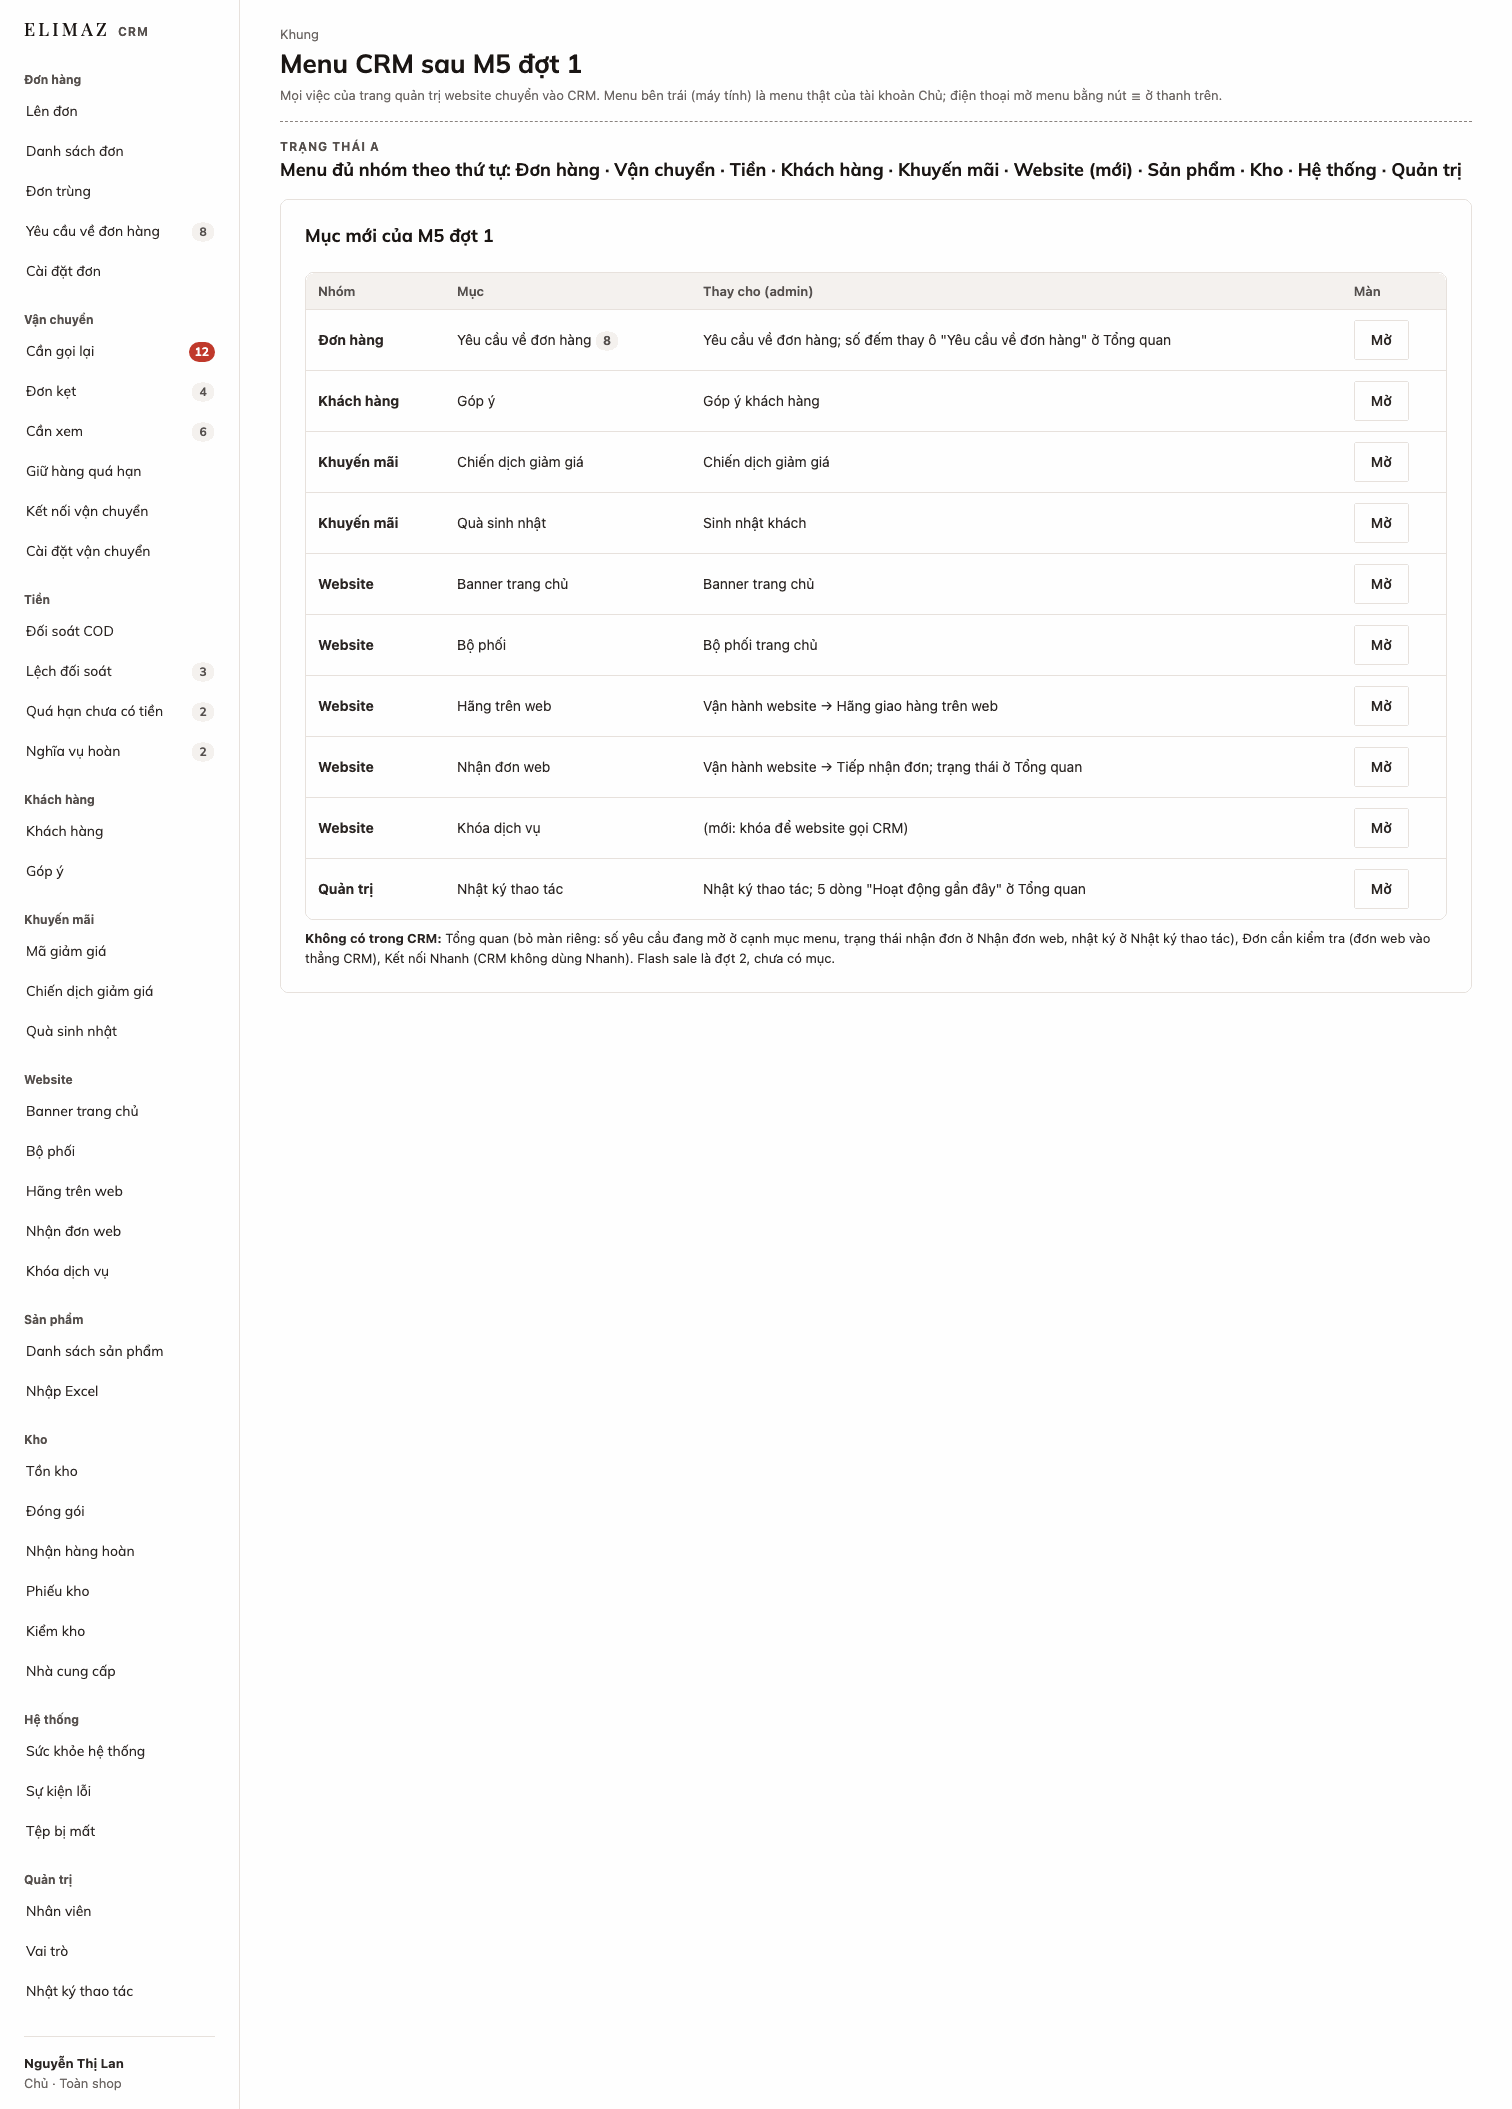 ELIMAZ CRM
Đơn hàng
Lên đơn
Danh sách đơn
Đơn trùng
Yêu cầu về đơn hàng 8
Cài đặt đơn
Vận chuyển
Cần gọi lại 12
Đơn kẹt 4
Cần xem 6
Giữ hàng quá hạn
Kết nối vận chuyển
Cài đặt vận chuyển
Tiền
Đối soát COD
Lệch đối soát 3
Quá hạn chưa có tiền 2
Nghĩa vụ hoàn 2
Khách hàng
Khách hàng
Góp ý
Khuyến mãi
Mã giảm giá
Chiến dịch giảm giá
Quà sinh nhật
Website
Banner trang chủ
Bộ phối
Hãng trên web
Nhận đơn web
Khóa dịch vụ
Sản phẩm
Danh sách sản phẩm
Nhập Excel
Kho
Tồn kho
Đóng gói
Nhận hàng hoàn
Phiếu kho
Kiểm kho
Nhà cung cấp
Hệ thống
Sức khỏe hệ thống
Sự kiện lỗi
Tệp bị mất
Quản trị
Nhân viên
Vai trò
Nhật ký thao tác
Nguyễn Thị Lan
Chủ · Toàn shop
Khung
Menu CRM sau M5 đợt 1
Mọi việc của trang quản trị website chuyển vào CRM. Menu bên trái (máy tính) là menu thật của tài khoản Chủ; điện thoại mở menu bằng nút ≡ ở thanh trên.
TRẠNG THÁI A
Menu đủ nhóm theo thứ tự: Đơn hàng · Vận chuyển · Tiền · Khách hàng · Khuyến mãi · Website (mới) · Sản phẩm · Kho · Hệ thống · Quản trị
Mục mới của M5 đợt 1
Nhóm Mục Thay cho (admin) Màn
Đơn hàng Yêu cầu về đơn hàng 8 Yêu cầu về đơn hàng; số đếm thay ô "Yêu cầu về đơn hàng" ở Tổng quan Mở
Khách hàng Góp ý Góp ý khách hàng Mở
Khuyến mãi Chiến dịch giảm giá Chiến dịch giảm giá Mở
Khuyến mãi Quà sinh nhật Sinh nhật khách Mở
Website Banner trang chủ Banner trang chủ Mở
Website Bộ phối Bộ phối trang chủ Mở
Website Hãng trên web Vận hành website → Hãng giao hàng trên web Mở
Website Nhận đơn web Vận hành website → Tiếp nhận đơn; trạng thái ở Tổng quan Mở
Website Khóa dịch vụ (mới: khóa để website gọi CRM) Mở
Quản trị Nhật ký thao tác Nhật ký thao tác; 5 dòng "Hoạt động gần đây" ở Tổng quan Mở
Không có trong CRM: Tổng quan (bỏ màn riêng: số yêu cầu đang mở ở cạnh mục menu, trạng thái nhận đơn ở Nhận đơn web, nhật ký ở Nhật ký thao tác), Đơn cần kiểm tra (đơn web vào
thẳng CRM), Kết nối Nhanh (CRM không dùng Nhanh). Flash sale là đợt 2, chưa có mục.